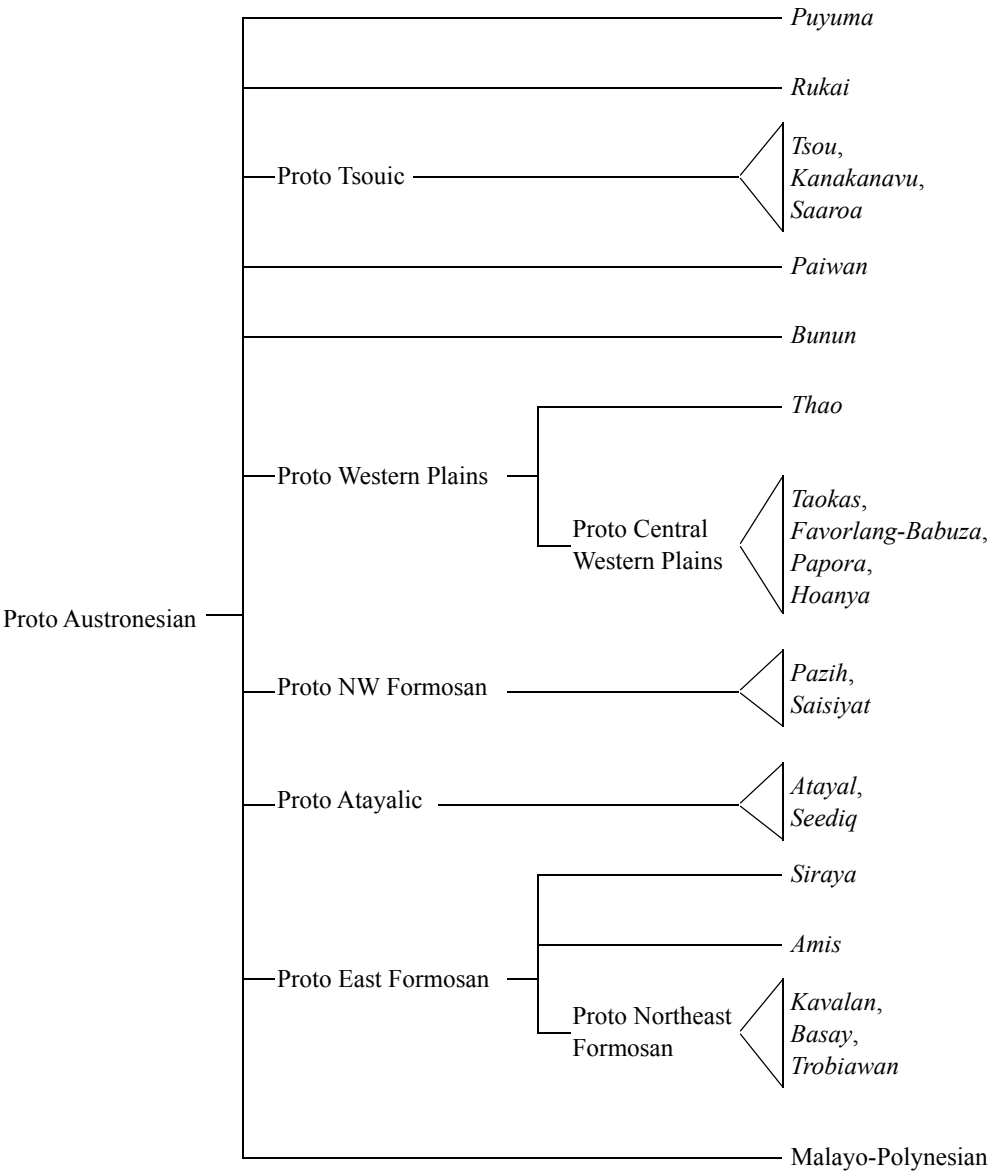 Puyuma
Rukai
Proto Tsouic
Tsou,
Kanakanavu,
Saaroa
Paiwan
Bunun
Thao
Proto Western Plains
Proto Central
Western Plains
Taokas,
Favorlang-Babuza,
Papora,
Hoanya
Proto Austronesian
Proto NW Formosan
Pazih,
Saisiyat
Proto Atayalic
Atayal,
Seediq
Siraya
Amis
Proto East Formosan
Proto Northeast
Formosan
Kavalan,
Basay,
Trobiawan
Malayo-Polynesian